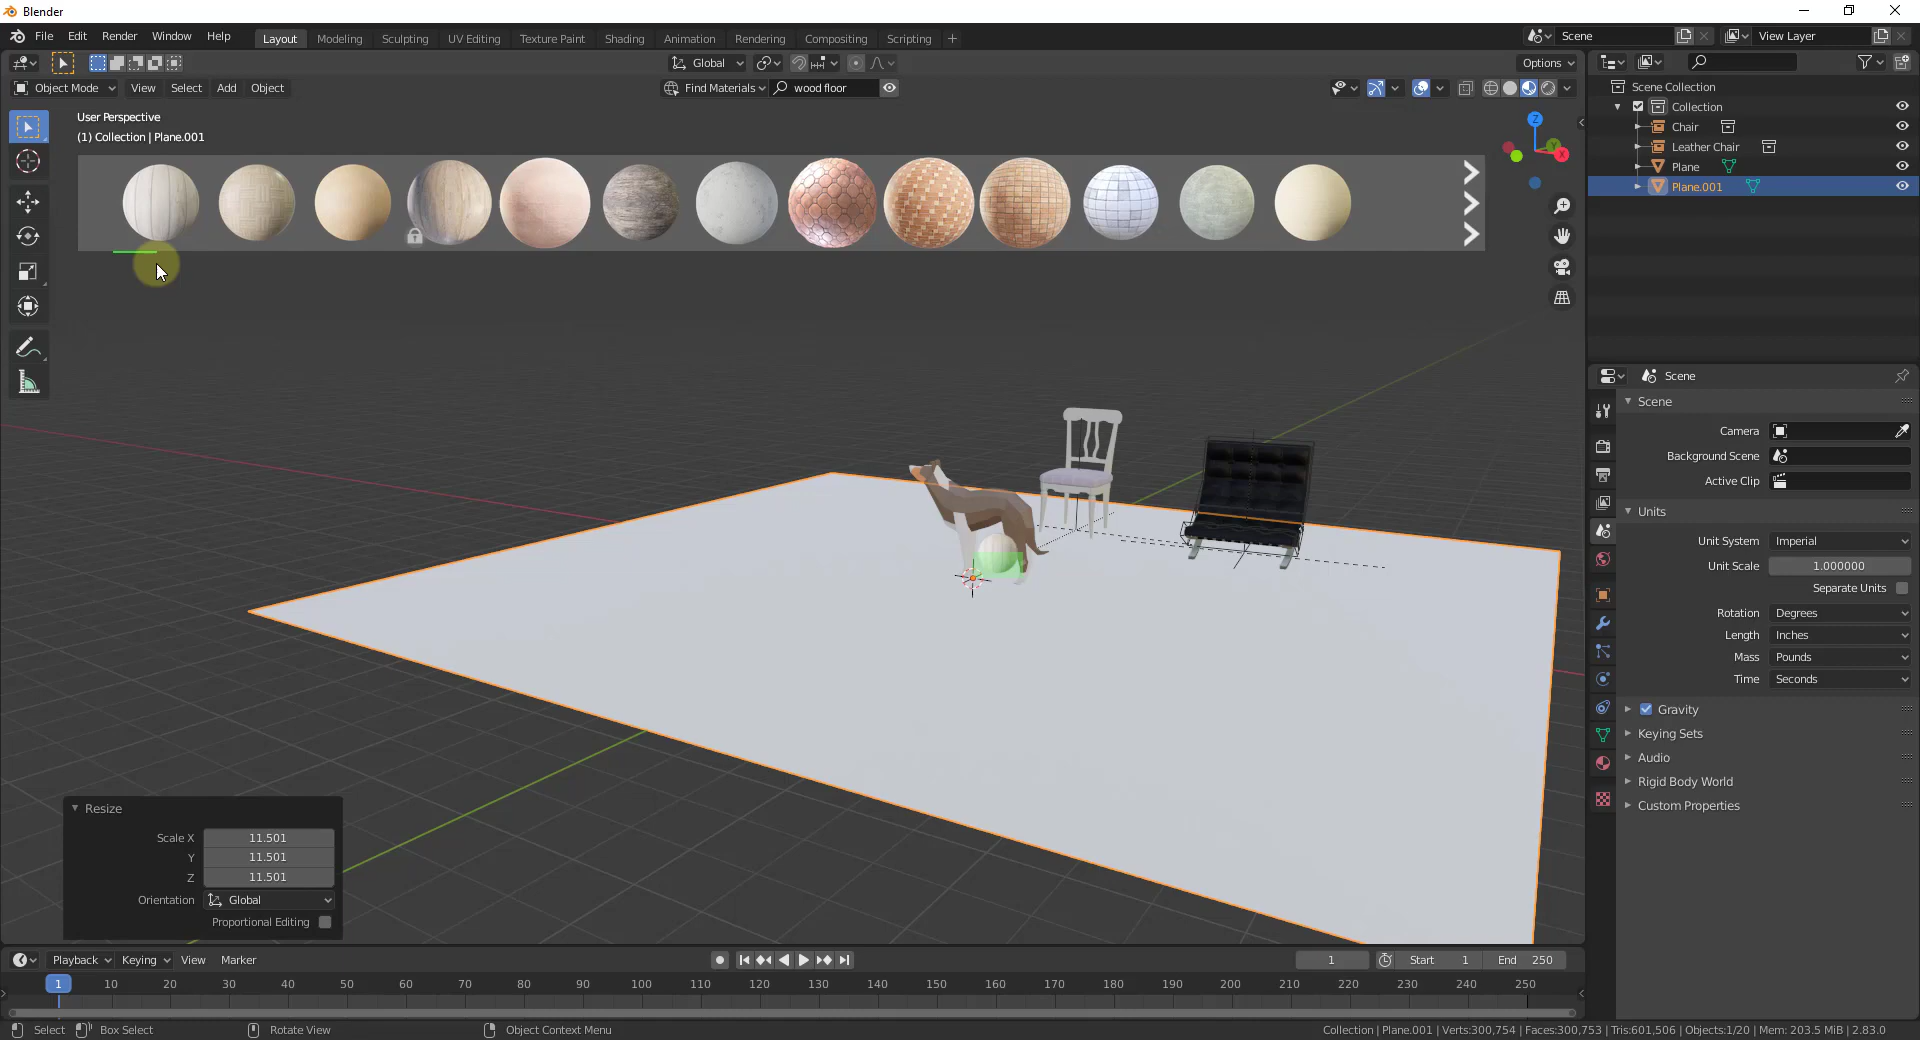 Blender
File Edit Render Window Help
Layout Modeling Sculpting UV Editing Texture Paint Shading Animation Rendering Compositing Scripting
Scene
View Layer
Global
Options
Object Mode View Select Add Object
Find Materials
wood floor
User Perspective
(1) Collection | Plane.001
Z
Y
X
Scene Collection
Collection
Chair
Leather Chair
Plane
Plane.001
Scene
Scene
Camera
Background Scene
Active Clip
Units
Unit System Imperial
Unit Scale 1.000000
Separate Units
Rotation Degrees
Length Inches
Mass Pounds
Time Seconds
Gravity
Keying Sets
Audio
Rigid Body World
Custom Properties
Resize
Scale X 11.501
Y 11.501
Z 11.501
Orientation Global
Proportional Editing
Playback Keying View Marker
1
Start 1
End 250
1 10 20 30 40 50 60 70 80 90 100 110 120 130 140 150 160 170 180 190 200 210 220 230 240 250
Select Box Select Rotate View Object Context Menu
Collection | Plane.001 | Verts:300,754 | Faces:300,753 | Tris:601,506 | Objects:1/20 | Mem: 203.5 MiB | 2.83.0